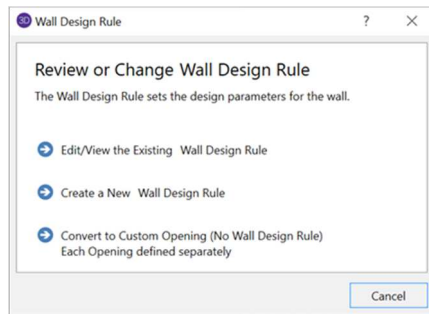 3D Wall Design Rule ? ×
Review or Change Wall Design Rule
The Wall Design Rule sets the design parameters for the wall.
Edit/View the Existing Wall Design Rule
Create a New Wall Design Rule
Convert to Custom Opening (No Wall Design Rule)
Each Opening defined separately
Cancel